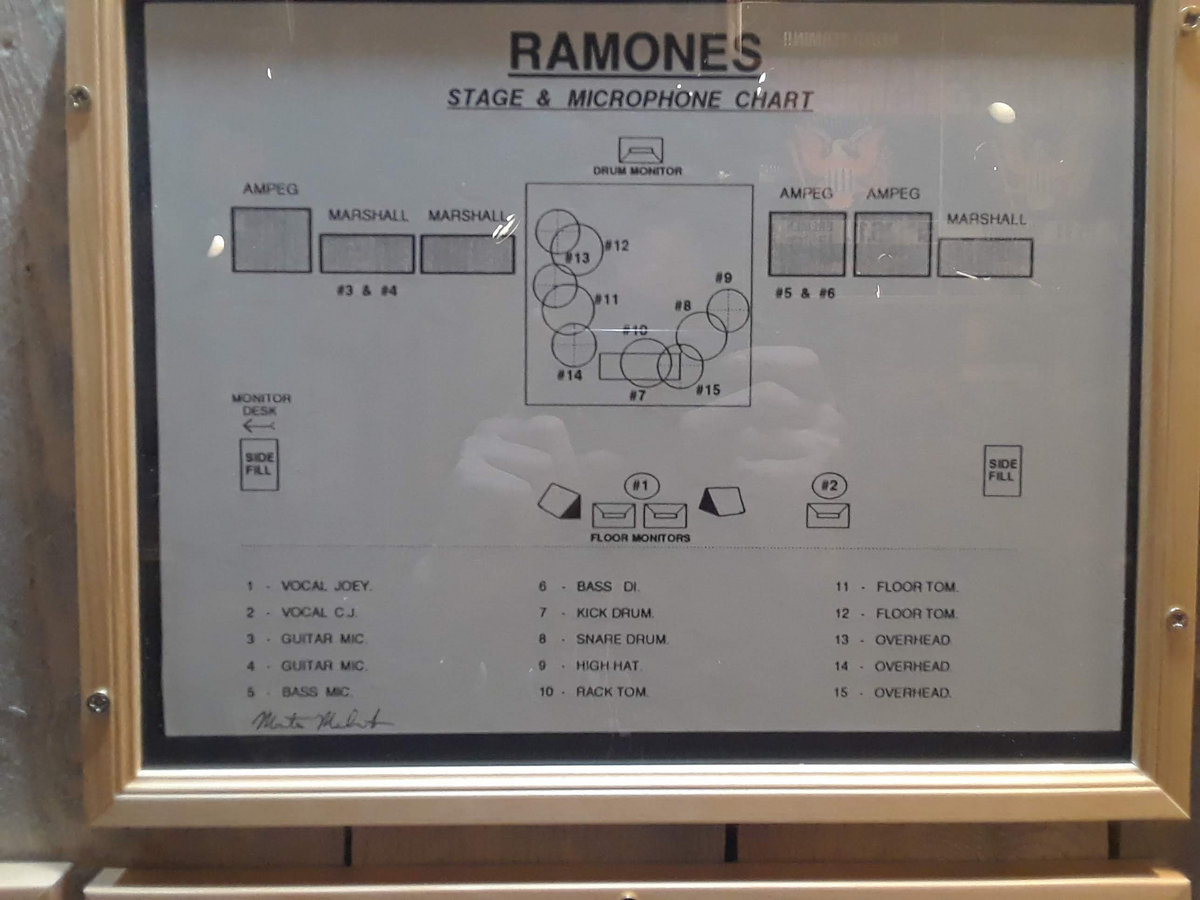 RAMONES
STAGE & MICROPHONE CHART
DRUM MONITOR
AMPEG
MARSHALL
MARSHALL
AMPEG
AMPEG
MARSHALL
#12
#13
#9
#3 & #4
#11
#8
#5 & #6
#10
#14
#7
#15
MONITOR
DESK
SIDE
FILL
SIDE
FILL
#1
#2
FLOOR MONITORS
1 - VOCAL JOEY.
2 - VOCAL C.J.
3 - GUITAR MIC.
4 - GUITAR MIC.
5 - BASS MIC.
6 - BASS DI.
7 - KICK DRUM.
8 - SNARE DRUM.
9 - HIGH HAT.
10 - RACK TOM.
11 - FLOOR TOM.
12 - FLOOR TOM.
13 - OVERHEAD.
14 - OVERHEAD.
15 - OVERHEAD.